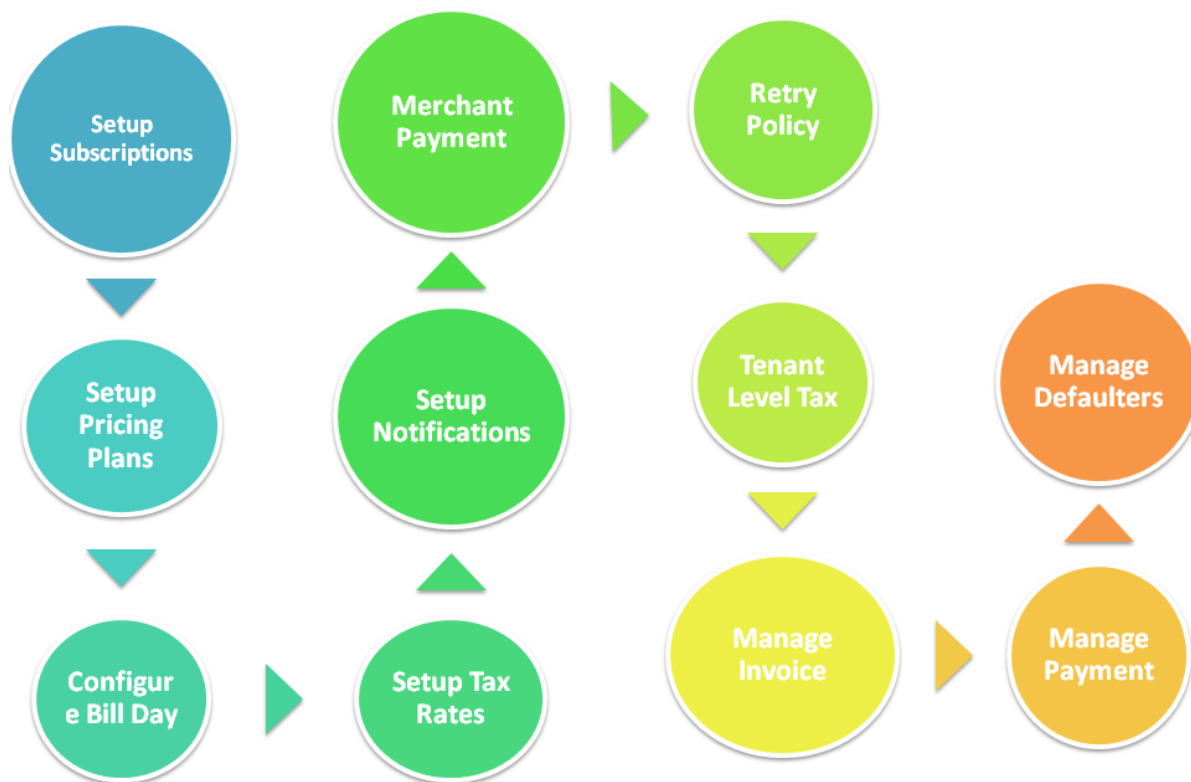 Setup
Subscriptions
Setup
Pricing
Plans
Configur
e Bill Day
Setup Tax
Rates
Setup
Notifications
Merchant
Payment
Retry
Policy
Tenant
Level Tax
Manage
Invoice
Manage
Payment
Manage
Defaulters